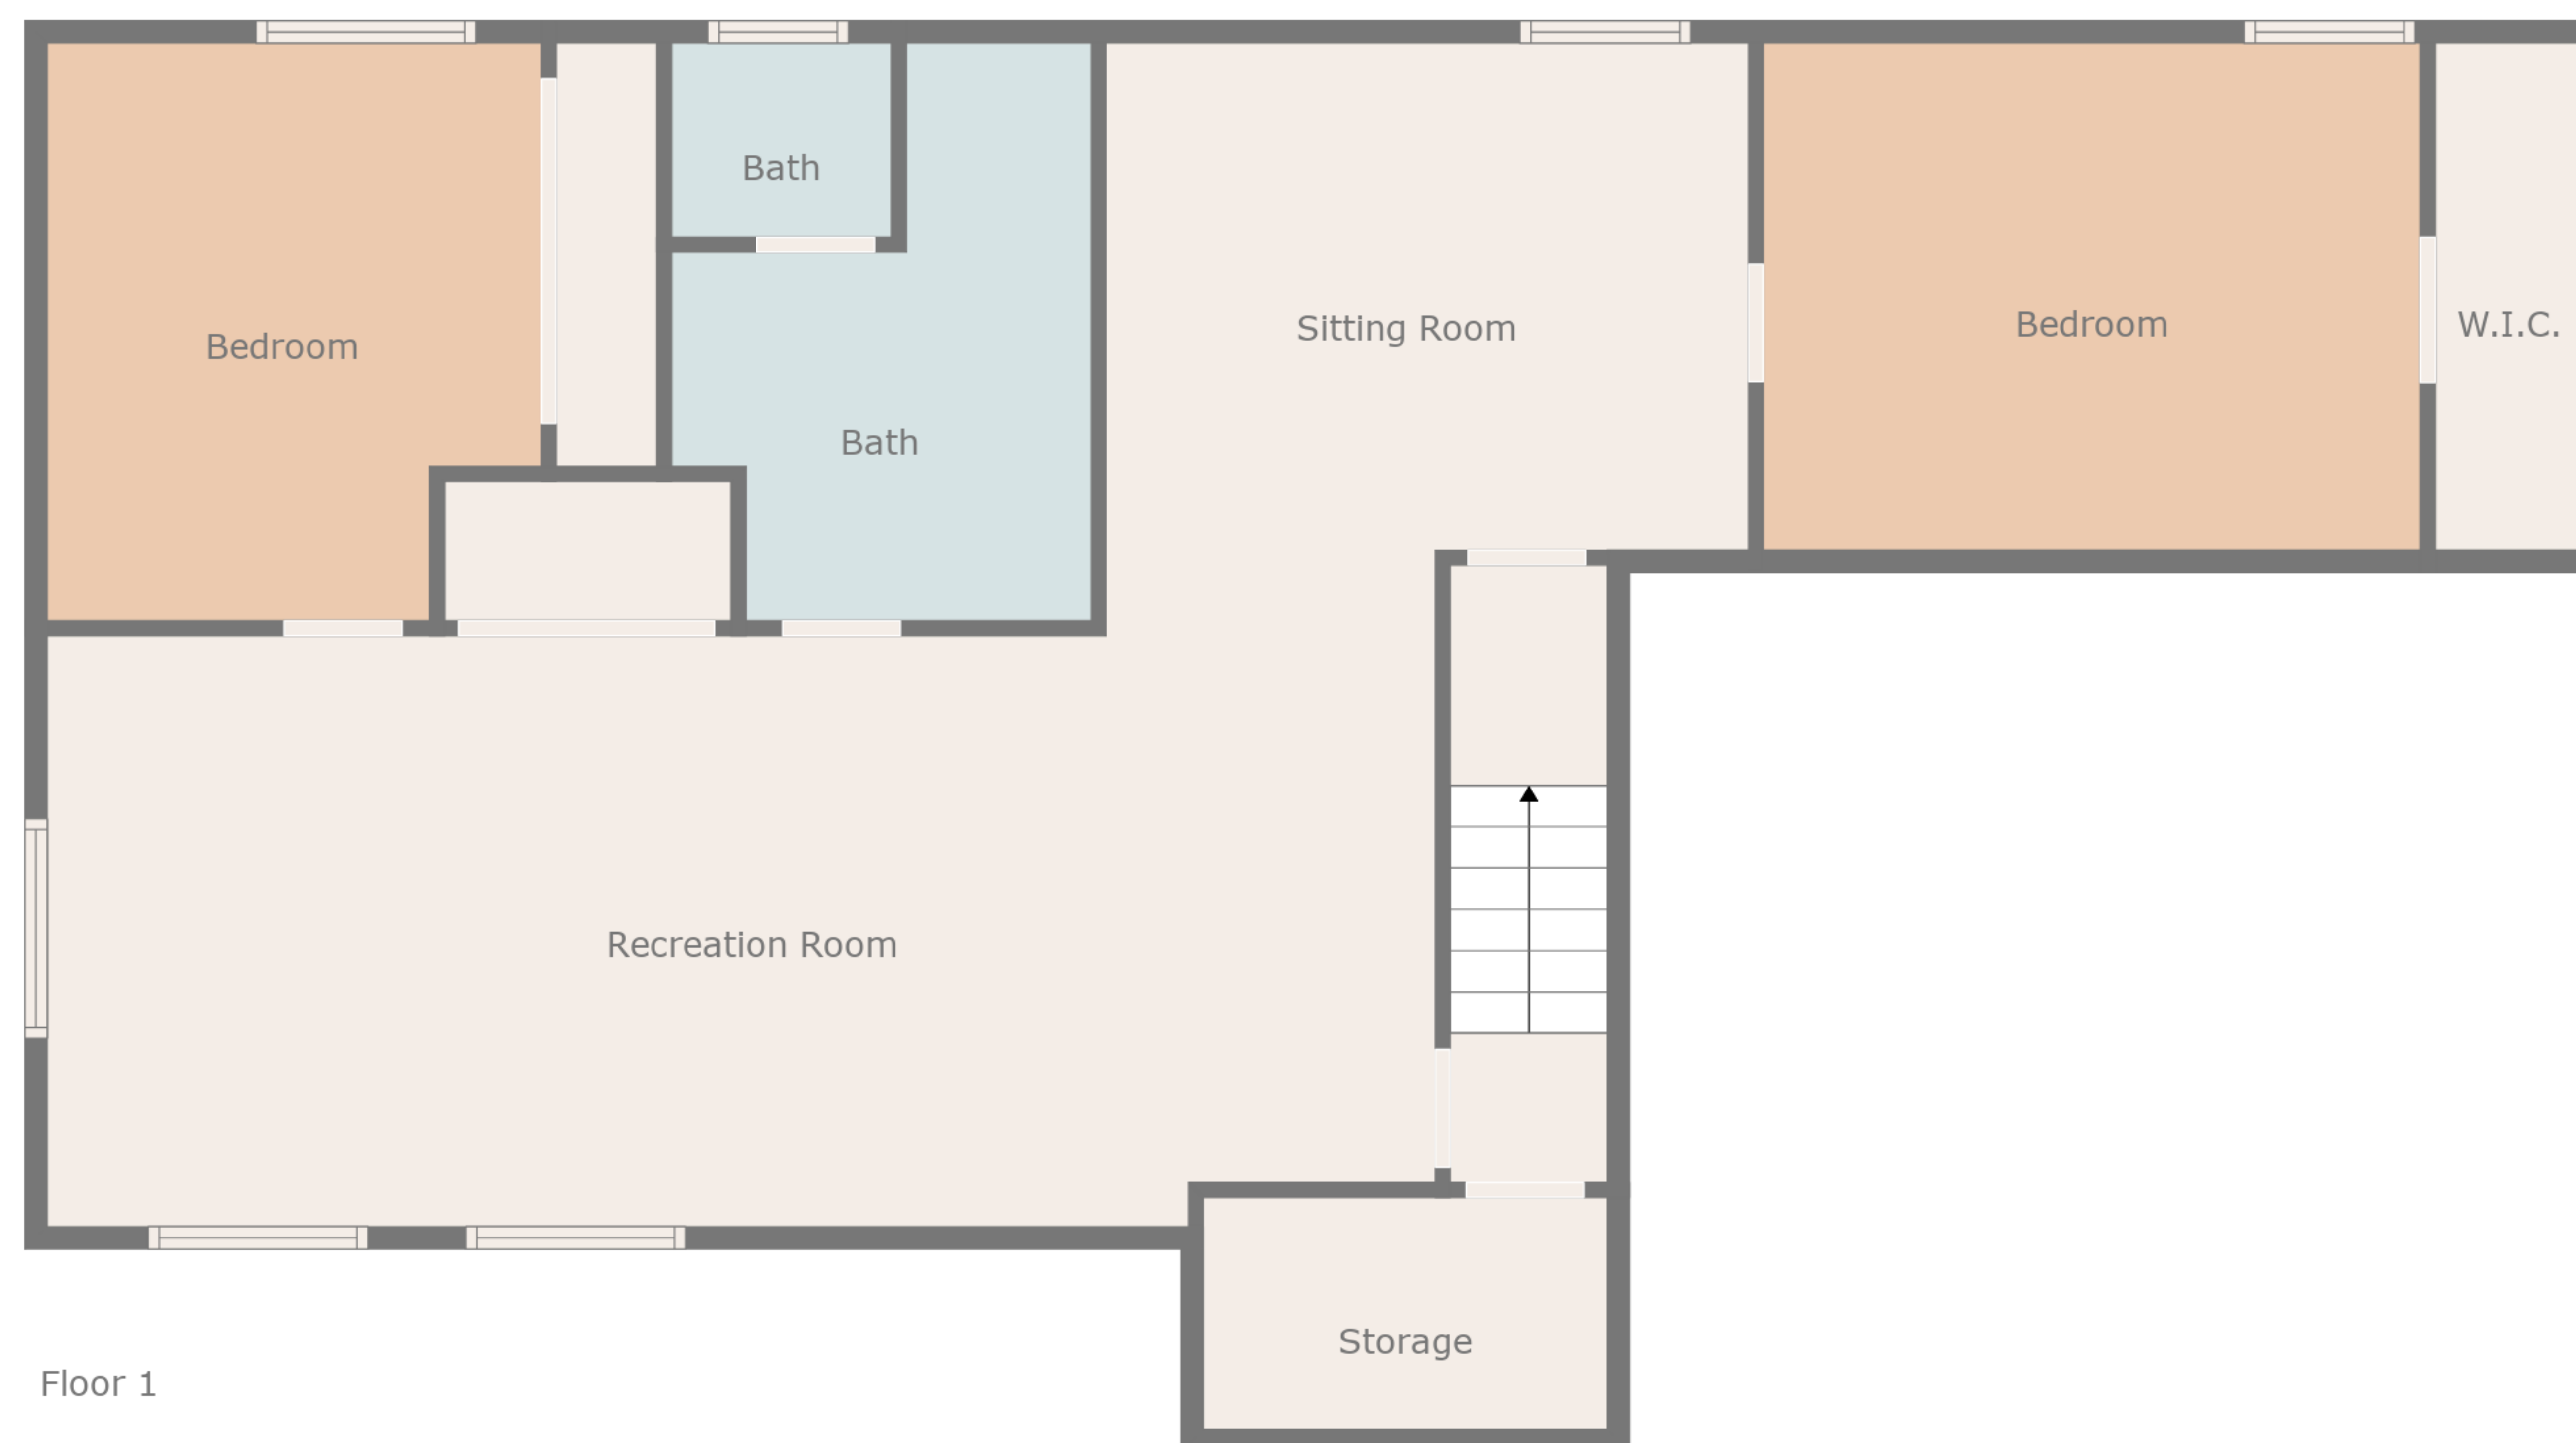 Bath
Bedroom
Sitting Room
Bedroom
W.I.C.
Bath
Recreation Room
Storage
Floor 1